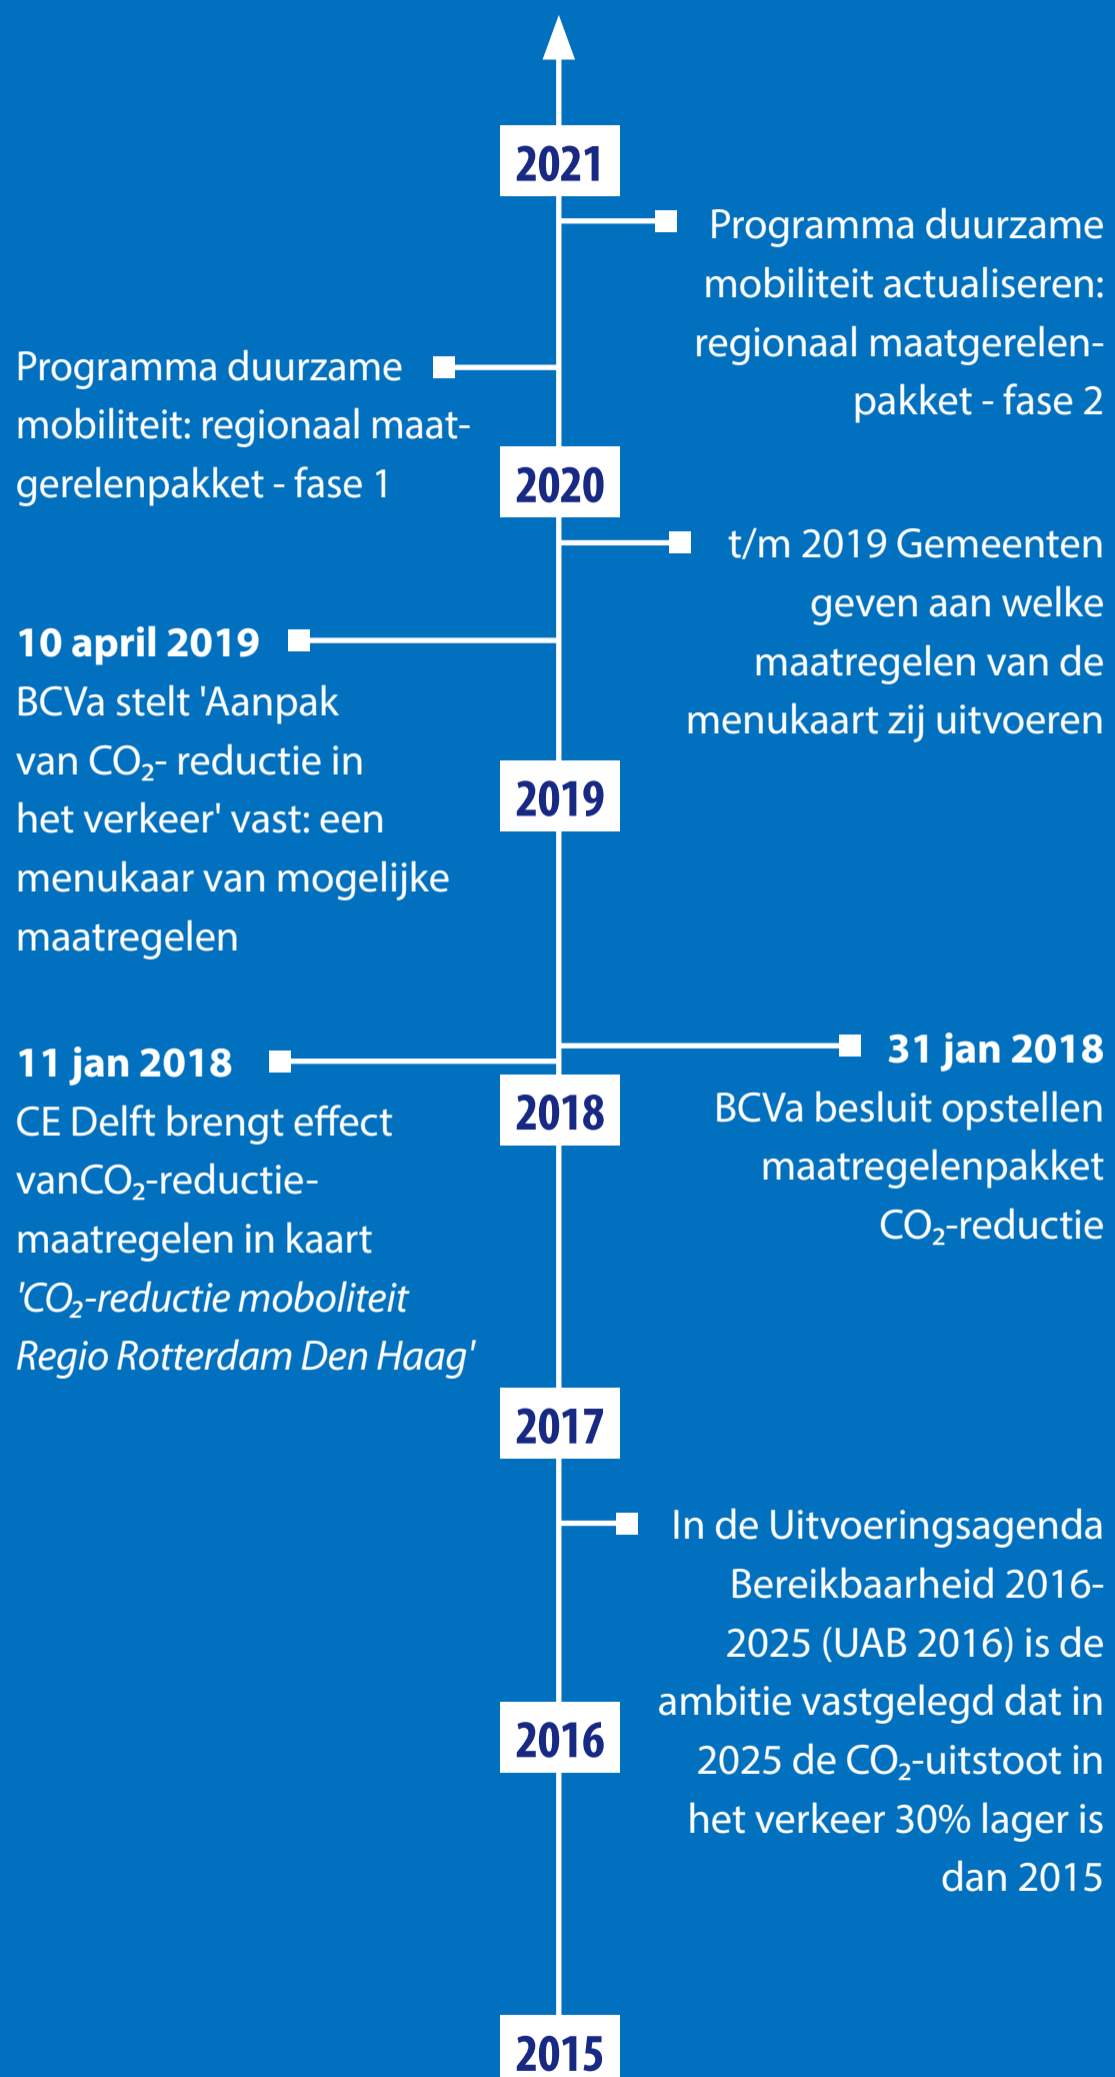 2021
Programma duurzame
mobiliteit actualiseren:
regionaal maatgerelen-
pakket - fase 2
Programma duurzame
mobiliteit: regionaal maat-
gerelenpakket - fase 1
2020
t/m 2019 Gemeenten
geven aan welke
maatregelen van de
menukaart zij uitvoeren
10 april 2019
BCVa stelt 'Aanpak
van CO₂- reductie in
het verkeer' vast: een
menukaar van mogelijke
maatregelen
2019
31 jan 2018
BCVa besluit opstellen
maatregelenpakket
CO₂-reductie
11 jan 2018
CE Delft brengt effect
vanCO₂-reductie-
maatregelen in kaart
'CO₂-reductie moboliteit
Regio Rotterdam Den Haag'
2018
2017
In de Uitvoeringsagenda
Bereikbaarheid 2016-
2025 (UAB 2016) is de
ambitie vastgelegd dat in
2025 de CO₂-uitstoot in
het verkeer 30% lager is
dan 2015
2016
2015